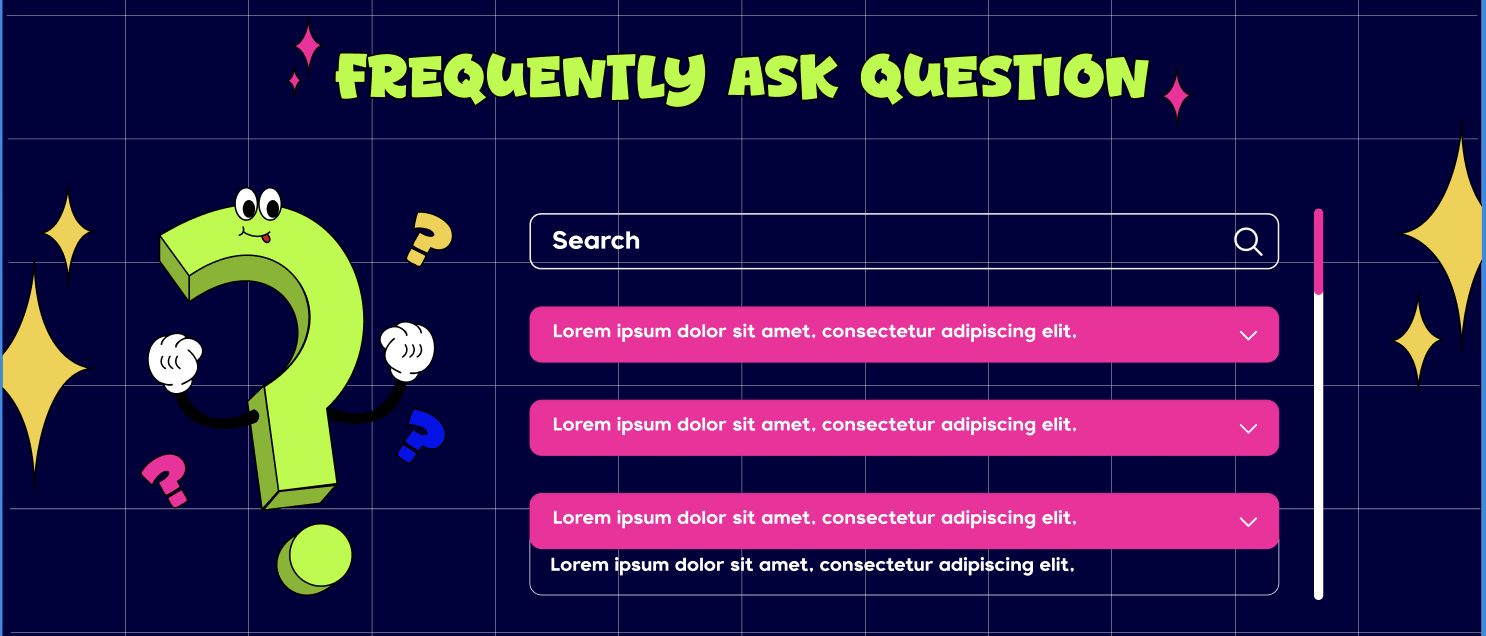 FREQUENTLY ASK QUESTION
Search
Lorem ipsum dolor sit amet, consectetur adipiscing elit,
Lorem ipsum dolor sit amet, consectetur adipiscing elit,
Lorem ipsum dolor sit amet, consectetur adipiscing elit,
Lorem ipsum dolor sit amet, consectetur adipiscing elit,
?
?
?